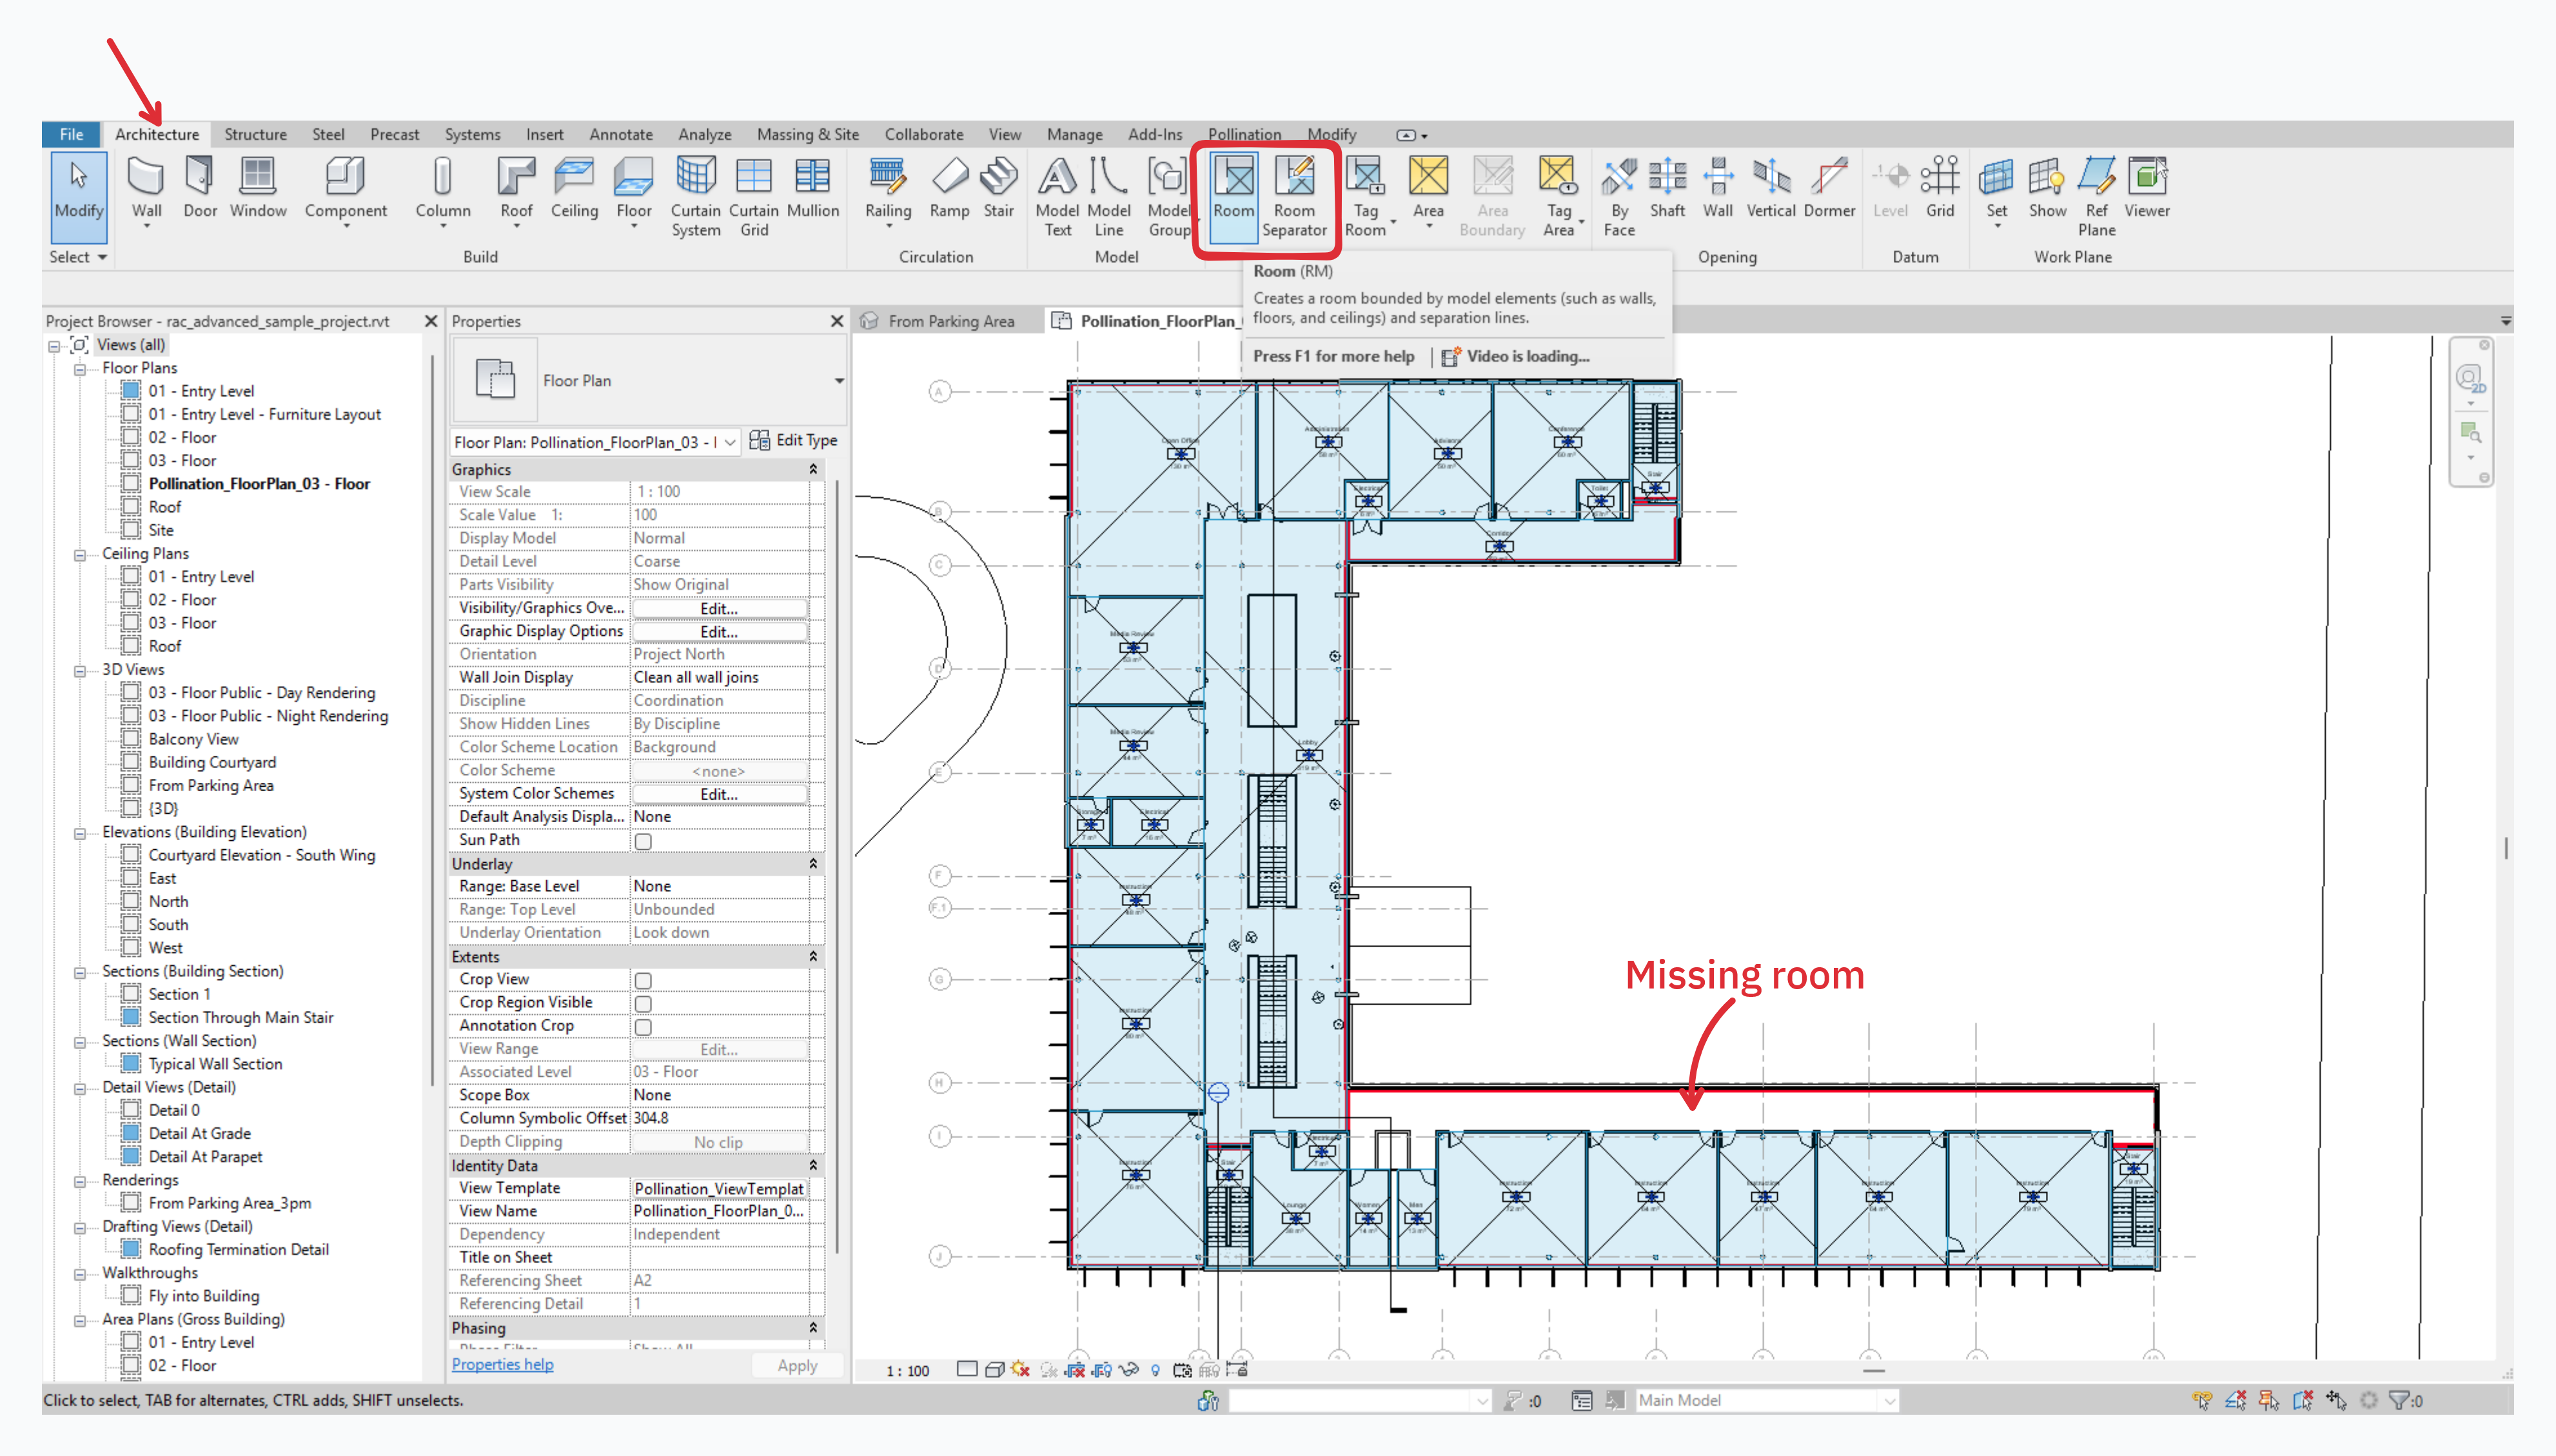 File Architecture Structure Steel Precast Systems Insert Annotate Analyze Massing & Site Collaborate View Manage Add-Ins Pollination Modify
Modify Wall Door Window Component Column Roof Ceiling Floor Curtain System Curtain Grid Mullion Railing Ramp Stair Model Text Model Line Model Group Room Room Separator Tag Room Area Area Boundary Tag Area By Face Shaft Wall Vertical Dormer Level Grid Set Show Ref Plane Viewer
Select Build Circulation Model Opening Datum Work Plane
Room (RM)
Creates a room bounded by model elements (such as walls,
floors, and ceilings) and separation lines.
Press F1 for more help
Video is loading...
Project Browser - rac_advanced_sample_project.rvt
Views (all)
Floor Plans
01 - Entry Level
01 - Entry Level - Furniture Layout
02 - Floor
03 - Floor
Pollination_FloorPlan_03 - Floor
Roof
Site
Ceiling Plans
01 - Entry Level
02 - Floor
03 - Floor
Roof
3D Views
03 - Floor Public - Day Rendering
03 - Floor Public - Night Rendering
Balcony View
Building Courtyard
From Parking Area
{3D}
Elevations (Building Elevation)
Courtyard Elevation - South Wing
East
North
South
West
Sections (Building Section)
Section 1
Section Through Main Stair
Sections (Wall Section)
Typical Wall Section
Detail Views (Detail)
Detail 0
Detail At Grade
Detail At Parapet
Renderings
From Parking Area_3pm
Drafting Views (Detail)
Roofing Termination Detail
Walkthroughs
Fly into Building
Area Plans (Gross Building)
01 - Entry Level
02 - Floor
Properties
Floor Plan
Floor Plan: Pollination_FloorPlan_03 - I
Edit Type
Graphics
View Scale 1 : 100
Scale Value 1: 100
Display Model Normal
Detail Level Coarse
Parts Visibility Show Original
Visibility/Graphics Ove... Edit...
Graphic Display Options Edit...
Orientation Project North
Wall Join Display Clean all wall joins
Discipline Coordination
Show Hidden Lines By Discipline
Color Scheme Location Background
Color Scheme <none>
System Color Schemes Edit...
Default Analysis Displa... None
Sun Path
Underlay
Range: Base Level None
Range: Top Level Unbounded
Underlay Orientation Look down
Extents
Crop View
Crop Region Visible
Annotation Crop
View Range Edit...
Associated Level 03 - Floor
Scope Box None
Column Symbolic Offset 304.8
Depth Clipping No clip
Identity Data
View Template Pollination_ViewTemplat
View Name Pollination_FloorPlan_0...
Dependency Independent
Title on Sheet
Referencing Sheet A2
Referencing Detail 1
Phasing
Properties help
Apply
From Parking Area
Pollination_FloorPlan_
2D
A
B
C
D
E
F
F.1
G
H
I
J
Missing room
1 : 100
Click to select, TAB for alternates, CTRL adds, SHIFT unselects.
:0
Main Model
:0